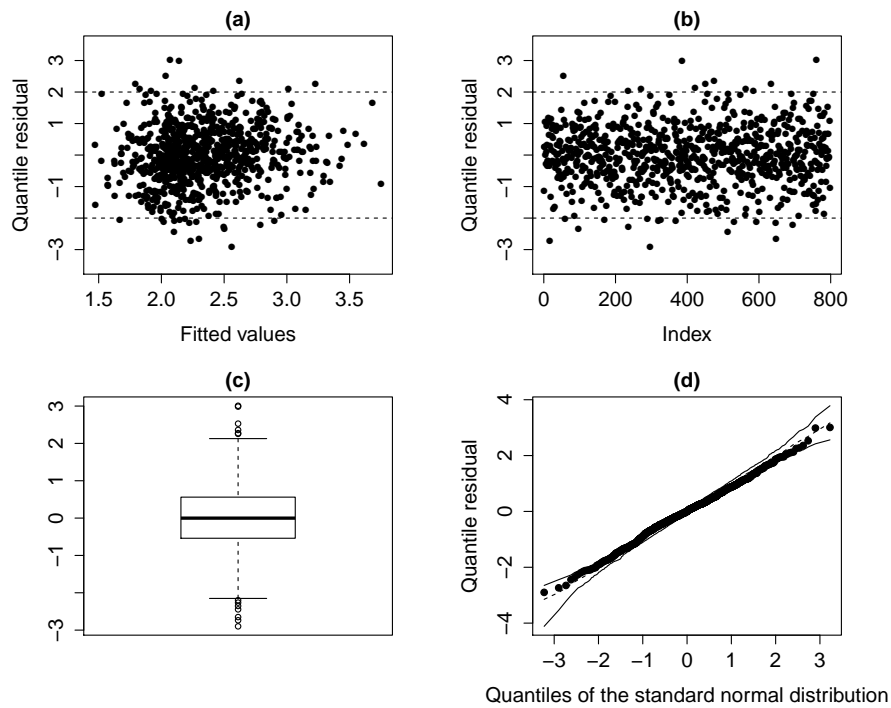 (a)
Quantile residual
3
2
1
−1
−3
1.5 2.0 2.5 3.0 3.5
Fitted values
(b)
Quantile residual
3
2
1
−1
−3
0 200 400 600 800
Index
(c)
3
2
1
0
−1
−3
(d)
Quantile residual
4
2
0
−2
−4
−3 −2 −1 0 1 2 3
Quantiles of the standard normal distribution